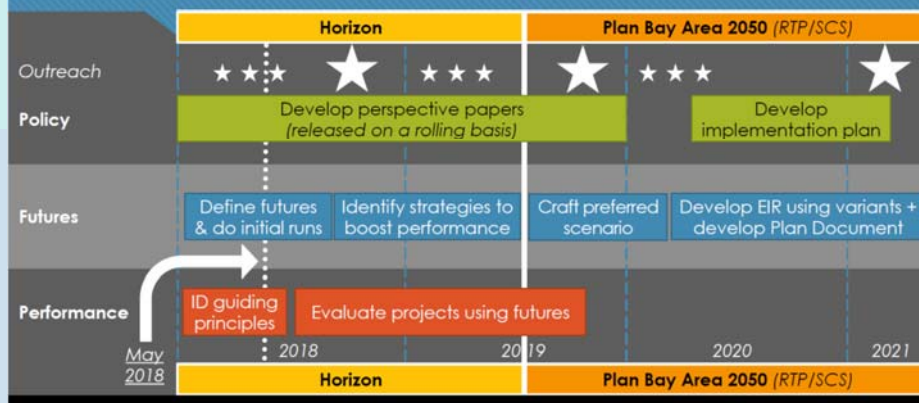 Horizon Plan Bay Area 2050 (RTP/SCS)
Outreach
Policy
Develop perspective papers
(released on a rolling basis)
Develop
implementation plan
Futures
Define futures
& do initial runs
Identify strategies to
boost performance
Craft preferred
scenario
Develop EIR using variants +
develop Plan Document
Performance
ID guiding
principles
Evaluate projects using futures
May
2018
2018 2019 2020 2021
Horizon Plan Bay Area 2050 (RTP/SCS)